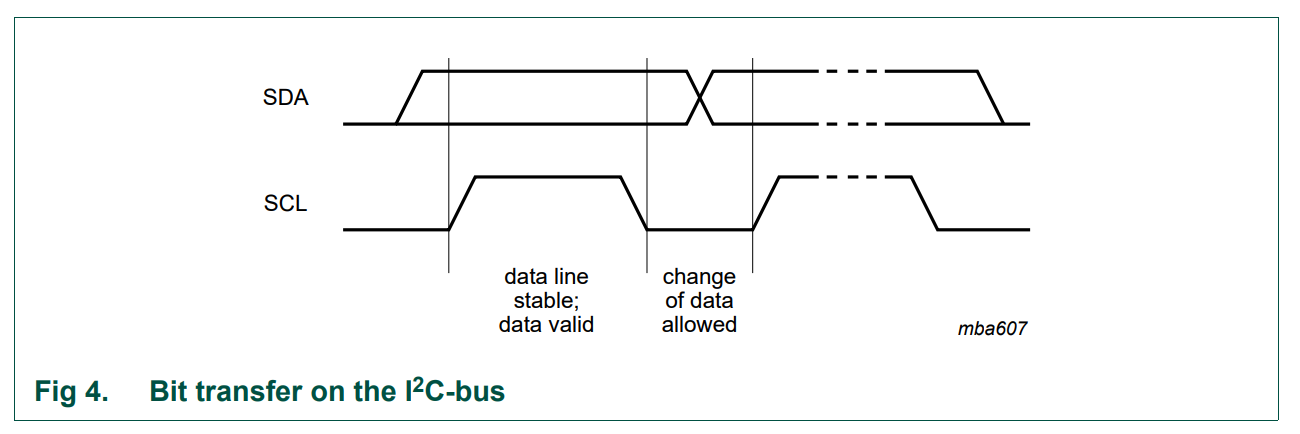 SDA
SCL
data line
stable;
data valid
change
of data
allowed
mba607
Fig 4. Bit transfer on the I²C-bus